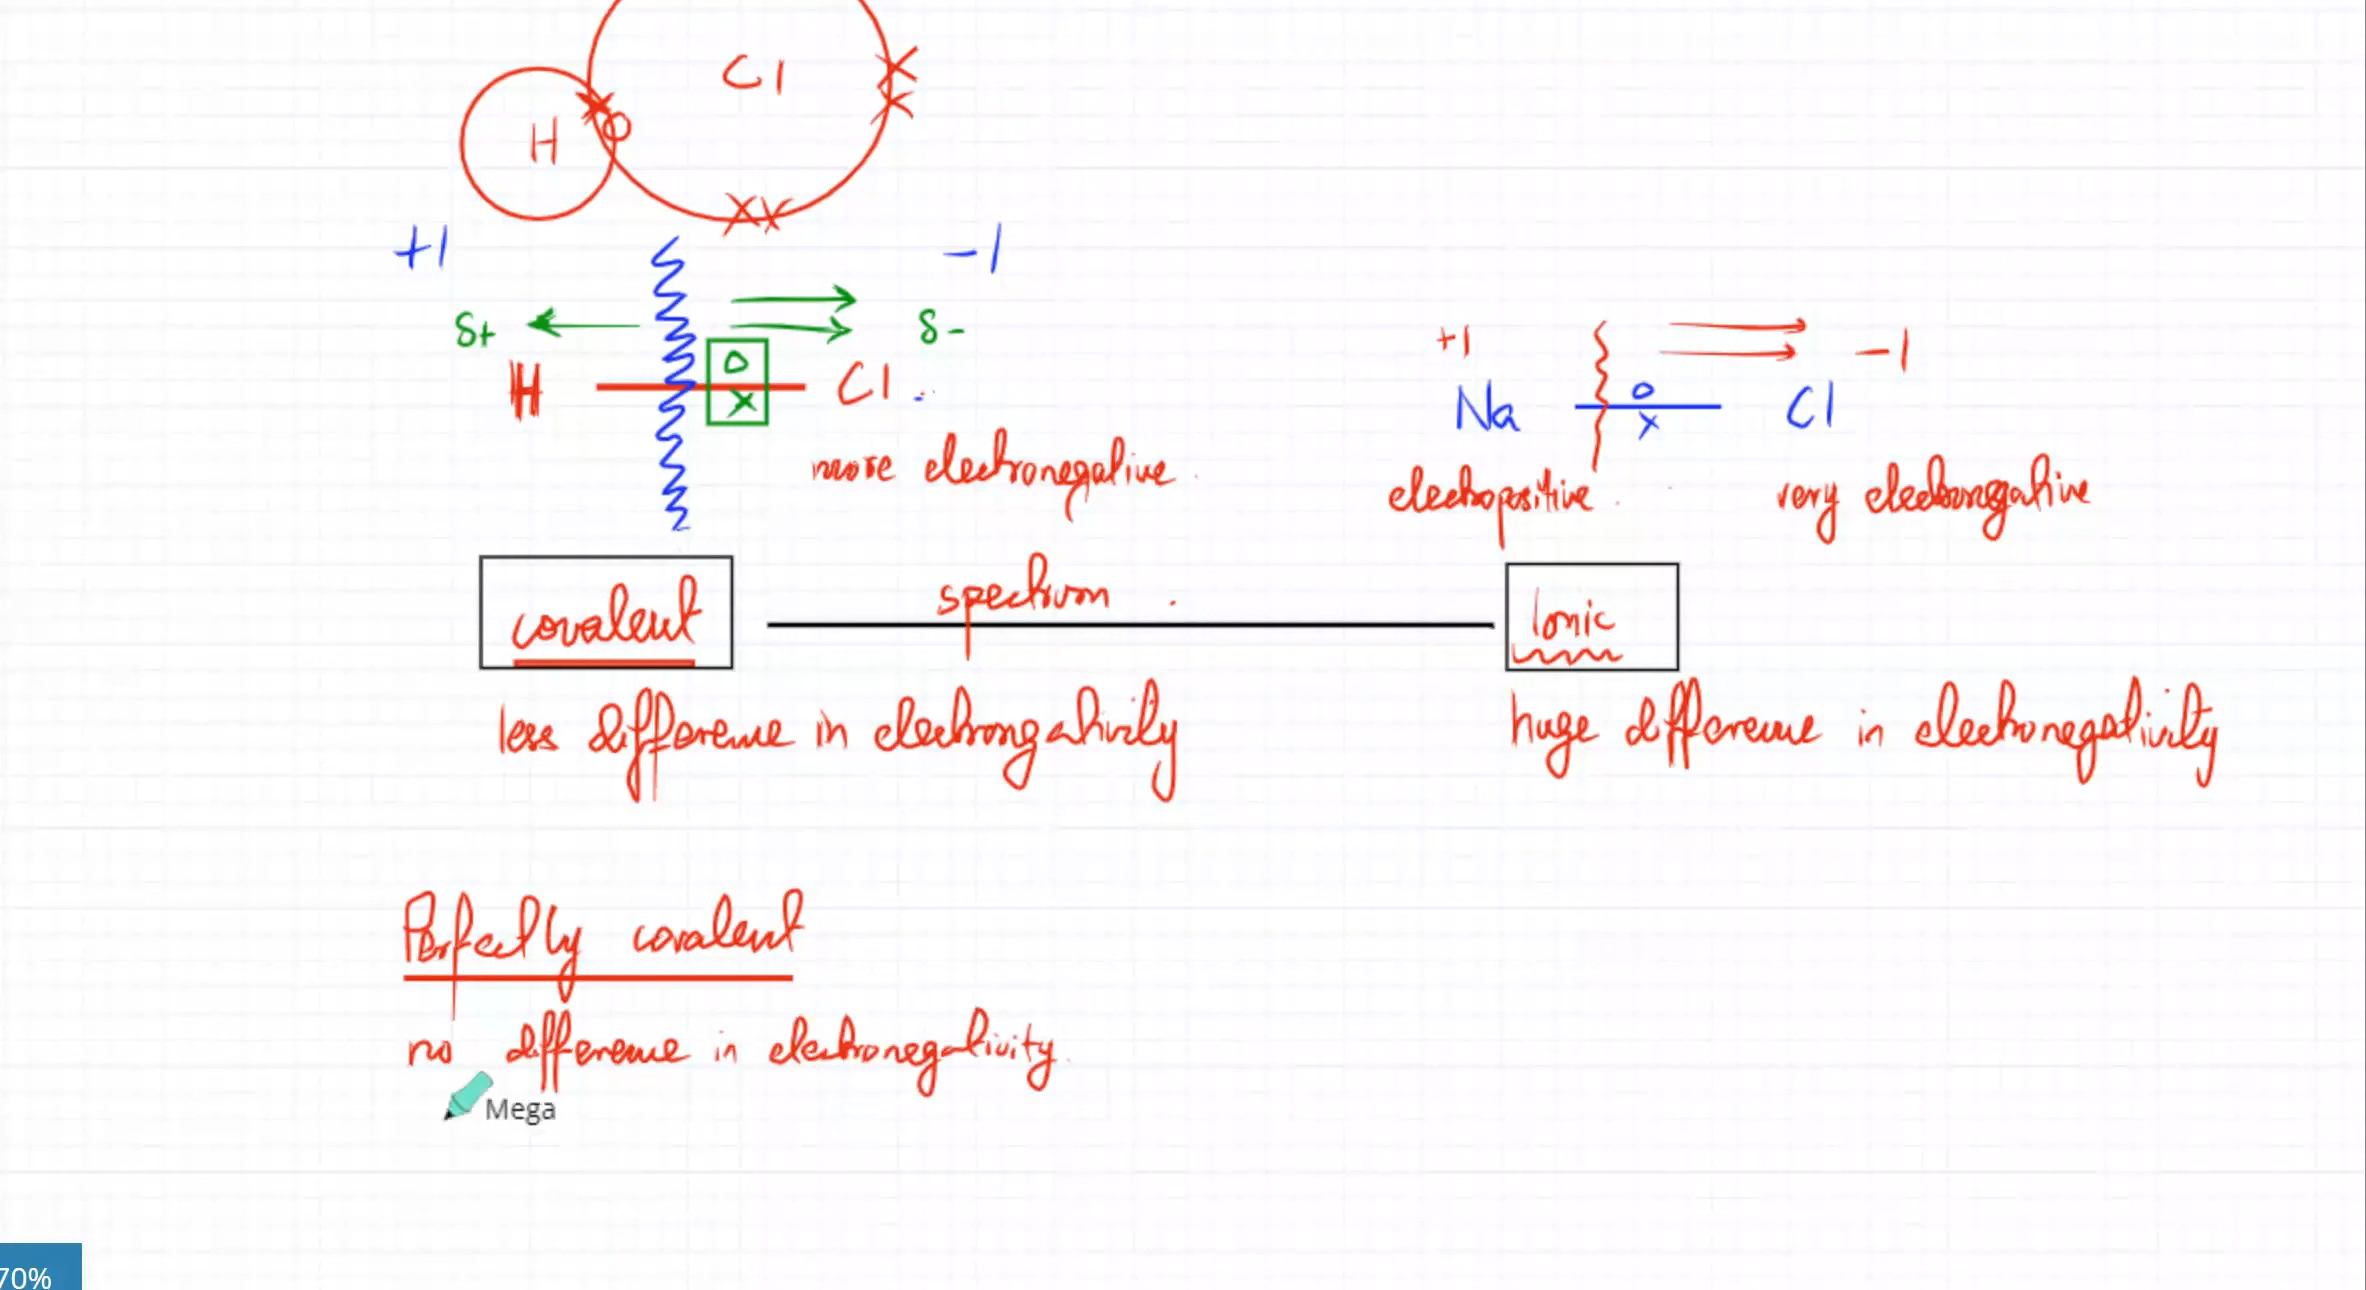 Cl
H
+1 -1
δ+ δ-
H Cl
+1 -1
Na Cl
more electronegative
electropositive very electronegative
covalent spectrum Ionic
less difference in electrongativity huge difference in electronegativity
Perfectly covalent
no difference in electronegativity
Mega
70%